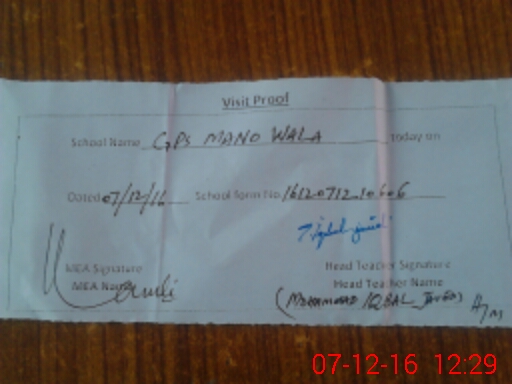 Visit Proof
School Name GPS MANO WALA today on
Dated 07/12/16 School form No. 16120712
MEA Signature Head Teacher Signature
MEA Name Head Teacher Name
(MOHAMMAD IQBAL JAVED)
07-12-16 12:29